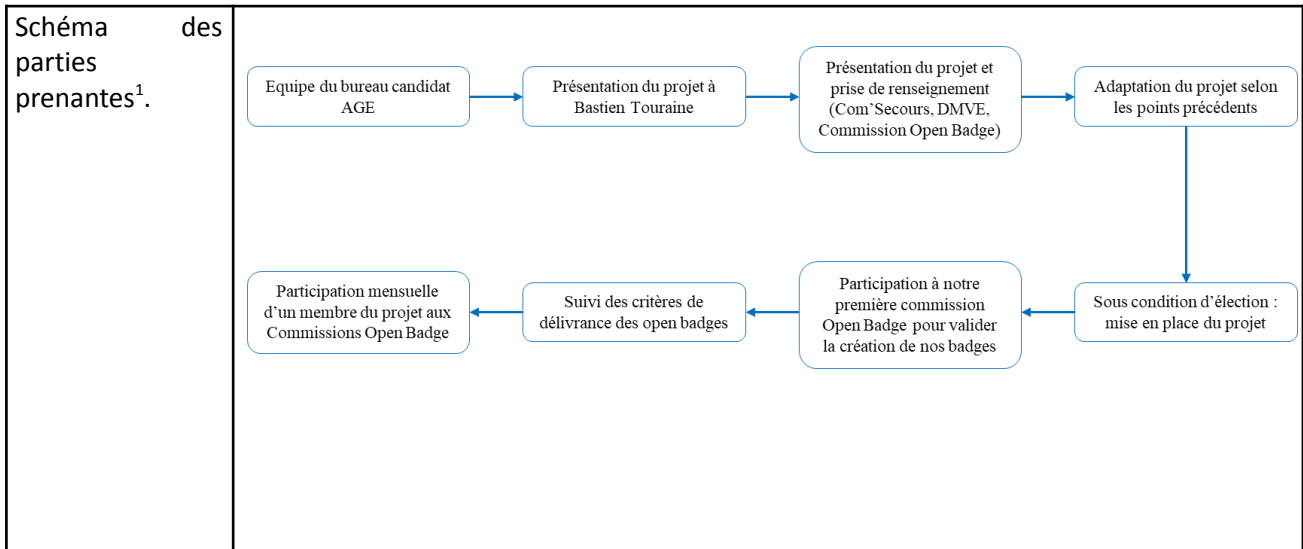 Schéma des
parties
prenantes¹.
Equipe du bureau candidat
AGE
Présentation du projet à
Bastien Touraine
Présentation du projet et
prise de renseignement
(Com'Secours, DMVE,
Commission Open Badge)
Adaptation du projet selon
les points précédents
Sous condition d'élection :
mise en place du projet
Participation à notre
première commission
Open Badge pour valider
la création de nos badges
Suivi des critères de
délivrance des open badges
Participation mensuelle
d'un membre du projet aux
Commissions Open Badge